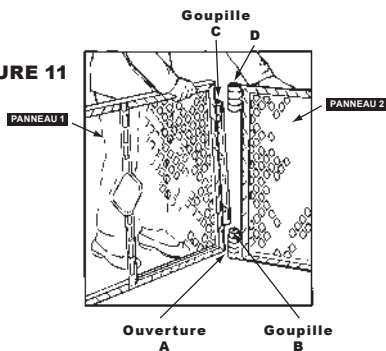 Goupille
C
D
URE 11
PANNEAU 1
PANNEAU 2
Ouverture
A
Goupille
B